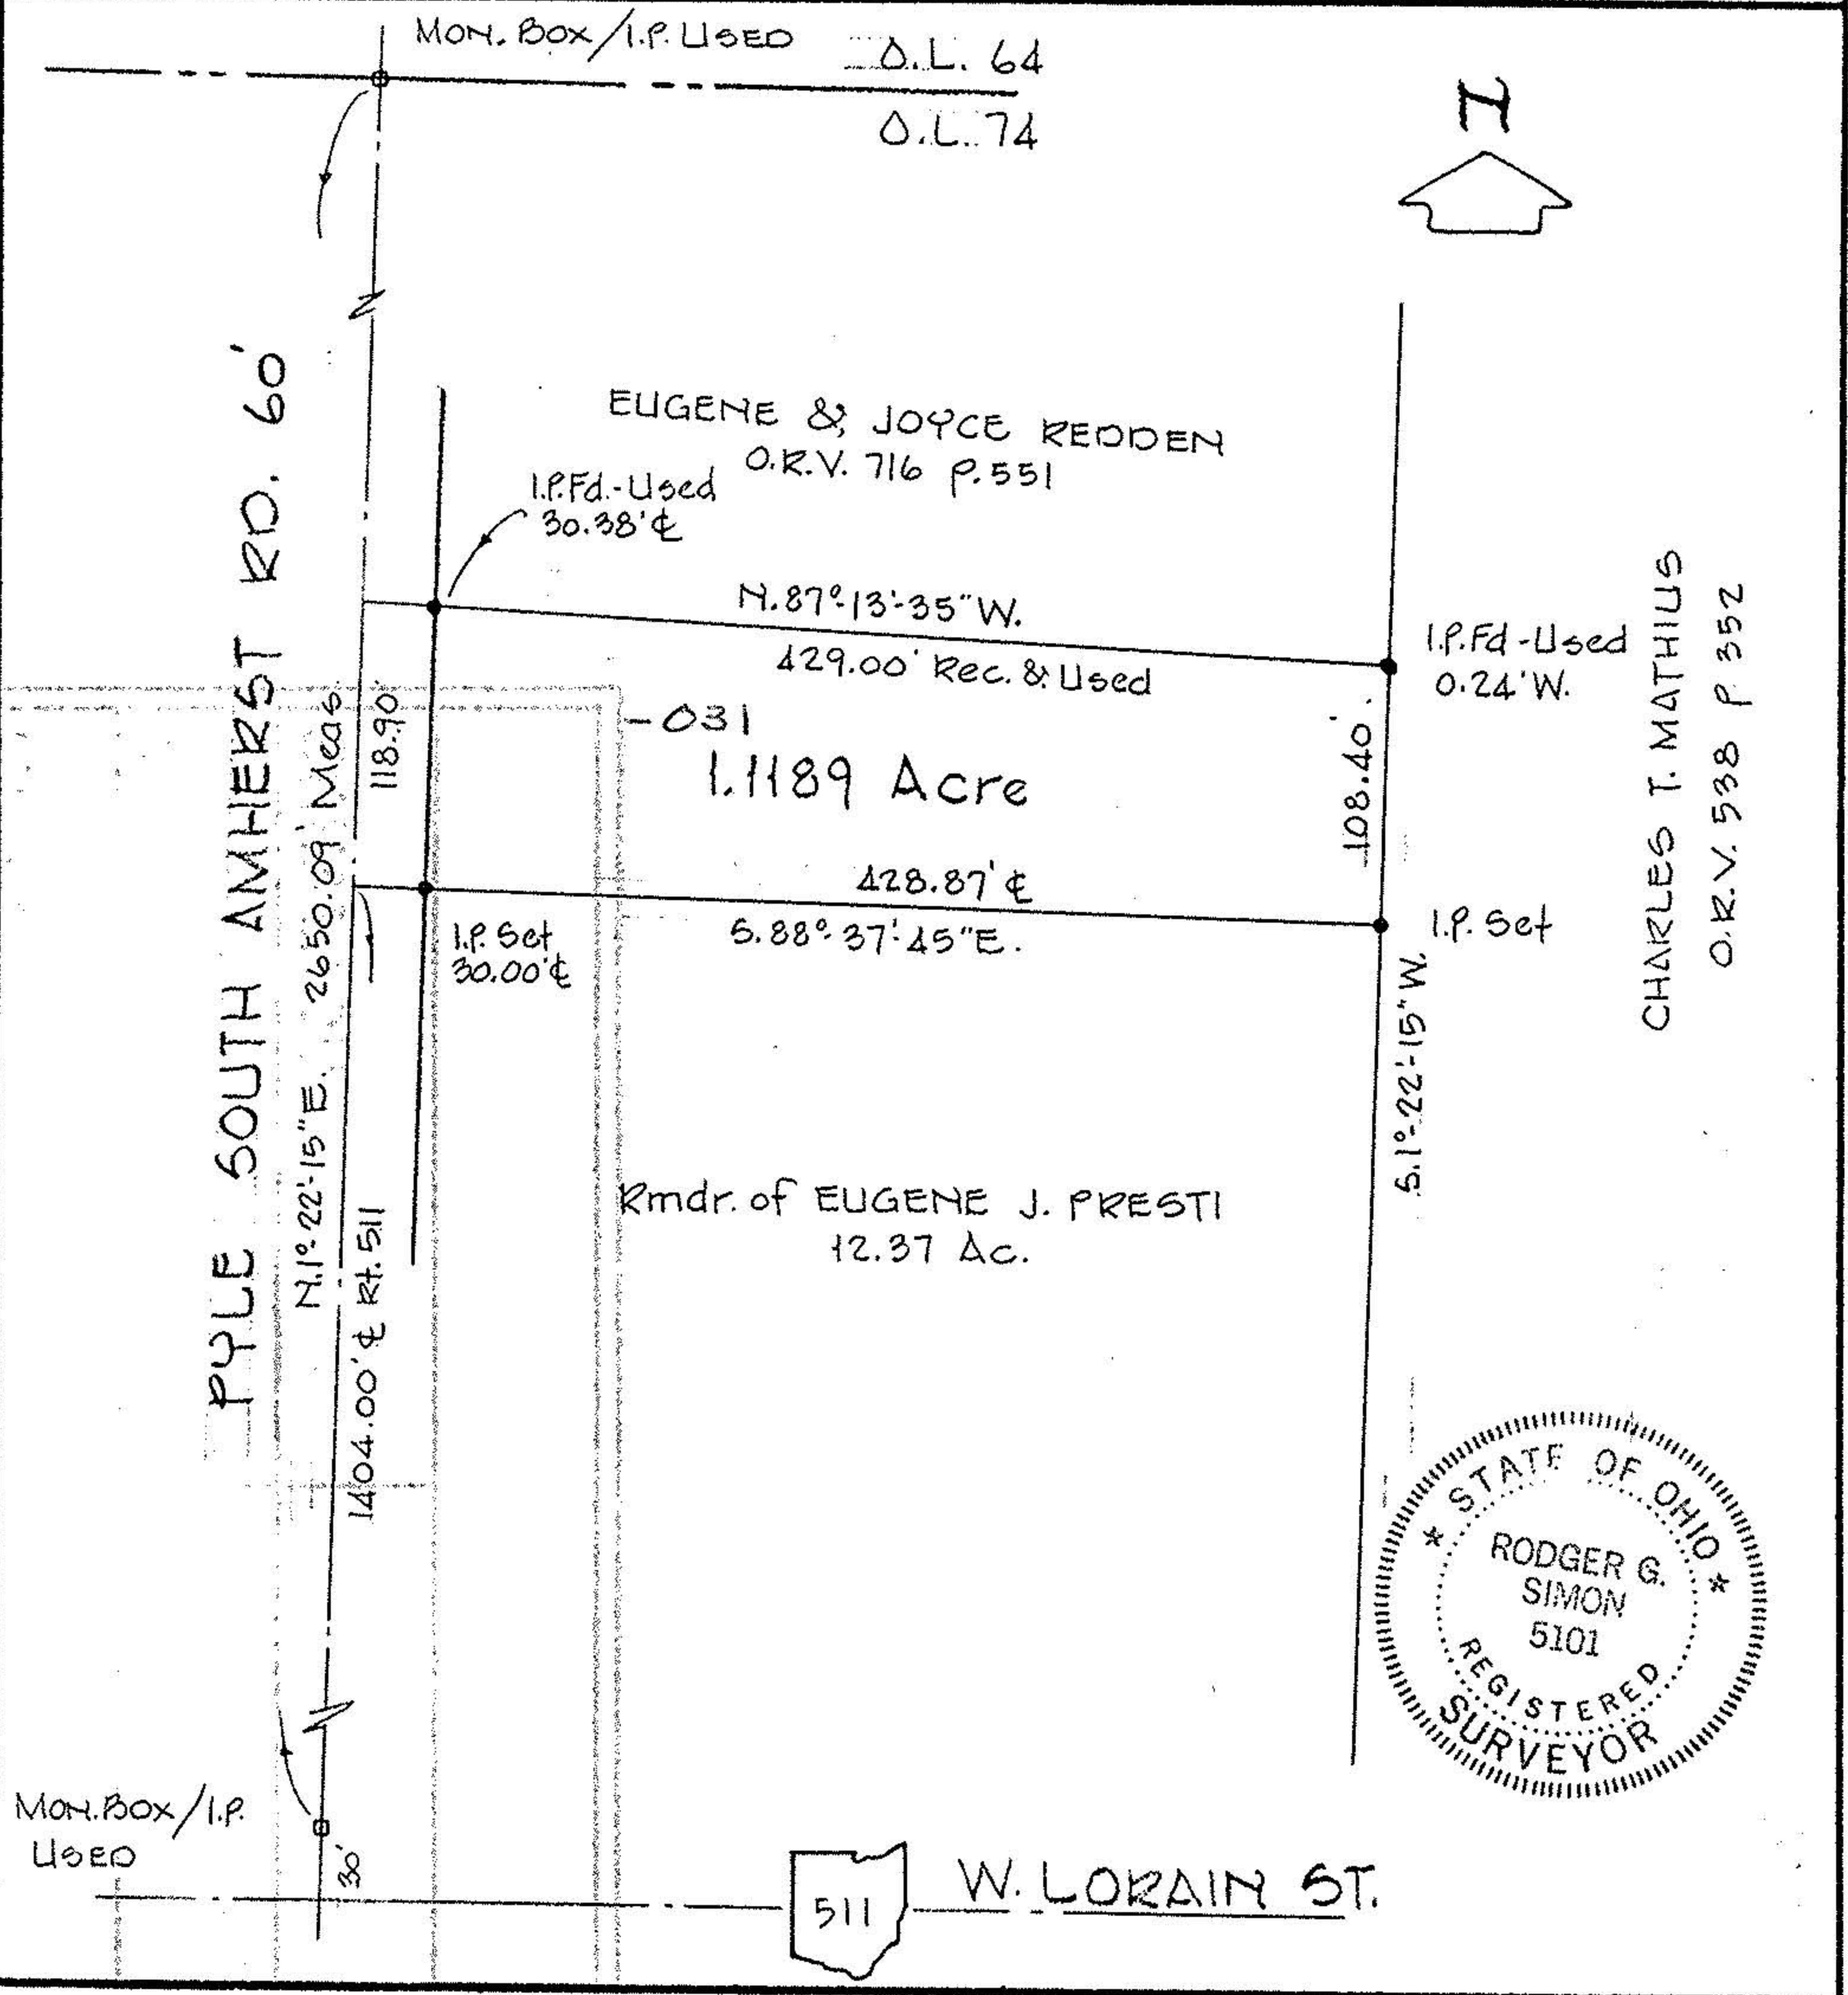 MON. BOX/I.P. USED
O.L. 64
O.L. 74
N
PYLE SOUTH AMHERST RD. 60'
N.1°-22'-15"E. 2650.09' Meas.
EUGENE & JOYCE REDDEN
O.R.V. 716 P.551
I.P.Fd.-Used
30.38'℄
N.87°-13'-35"W.
429.00' Rec. & Used
I.P.Fd-Used
0.24'W.
118.90'
-031
1.1189 Acre
108.40'
428.87'℄
S.88°-37'-45"E.
I.P. Set
30.00'℄
I.P. Set
CHARLES T. MATHIUS
O.R.V. 538 P 352
S.1°-22'-15"W.
1404.00'℄ Rt. 511
Rmdr. of EUGENE J. PRESTI
12.37 Ac.
STATE OF OHIO
RODGER G.
SIMON
5101
REGISTERED
SURVEYOR
MON.BOX/I.P.
USED
30'
511
W. LORAIN ST.